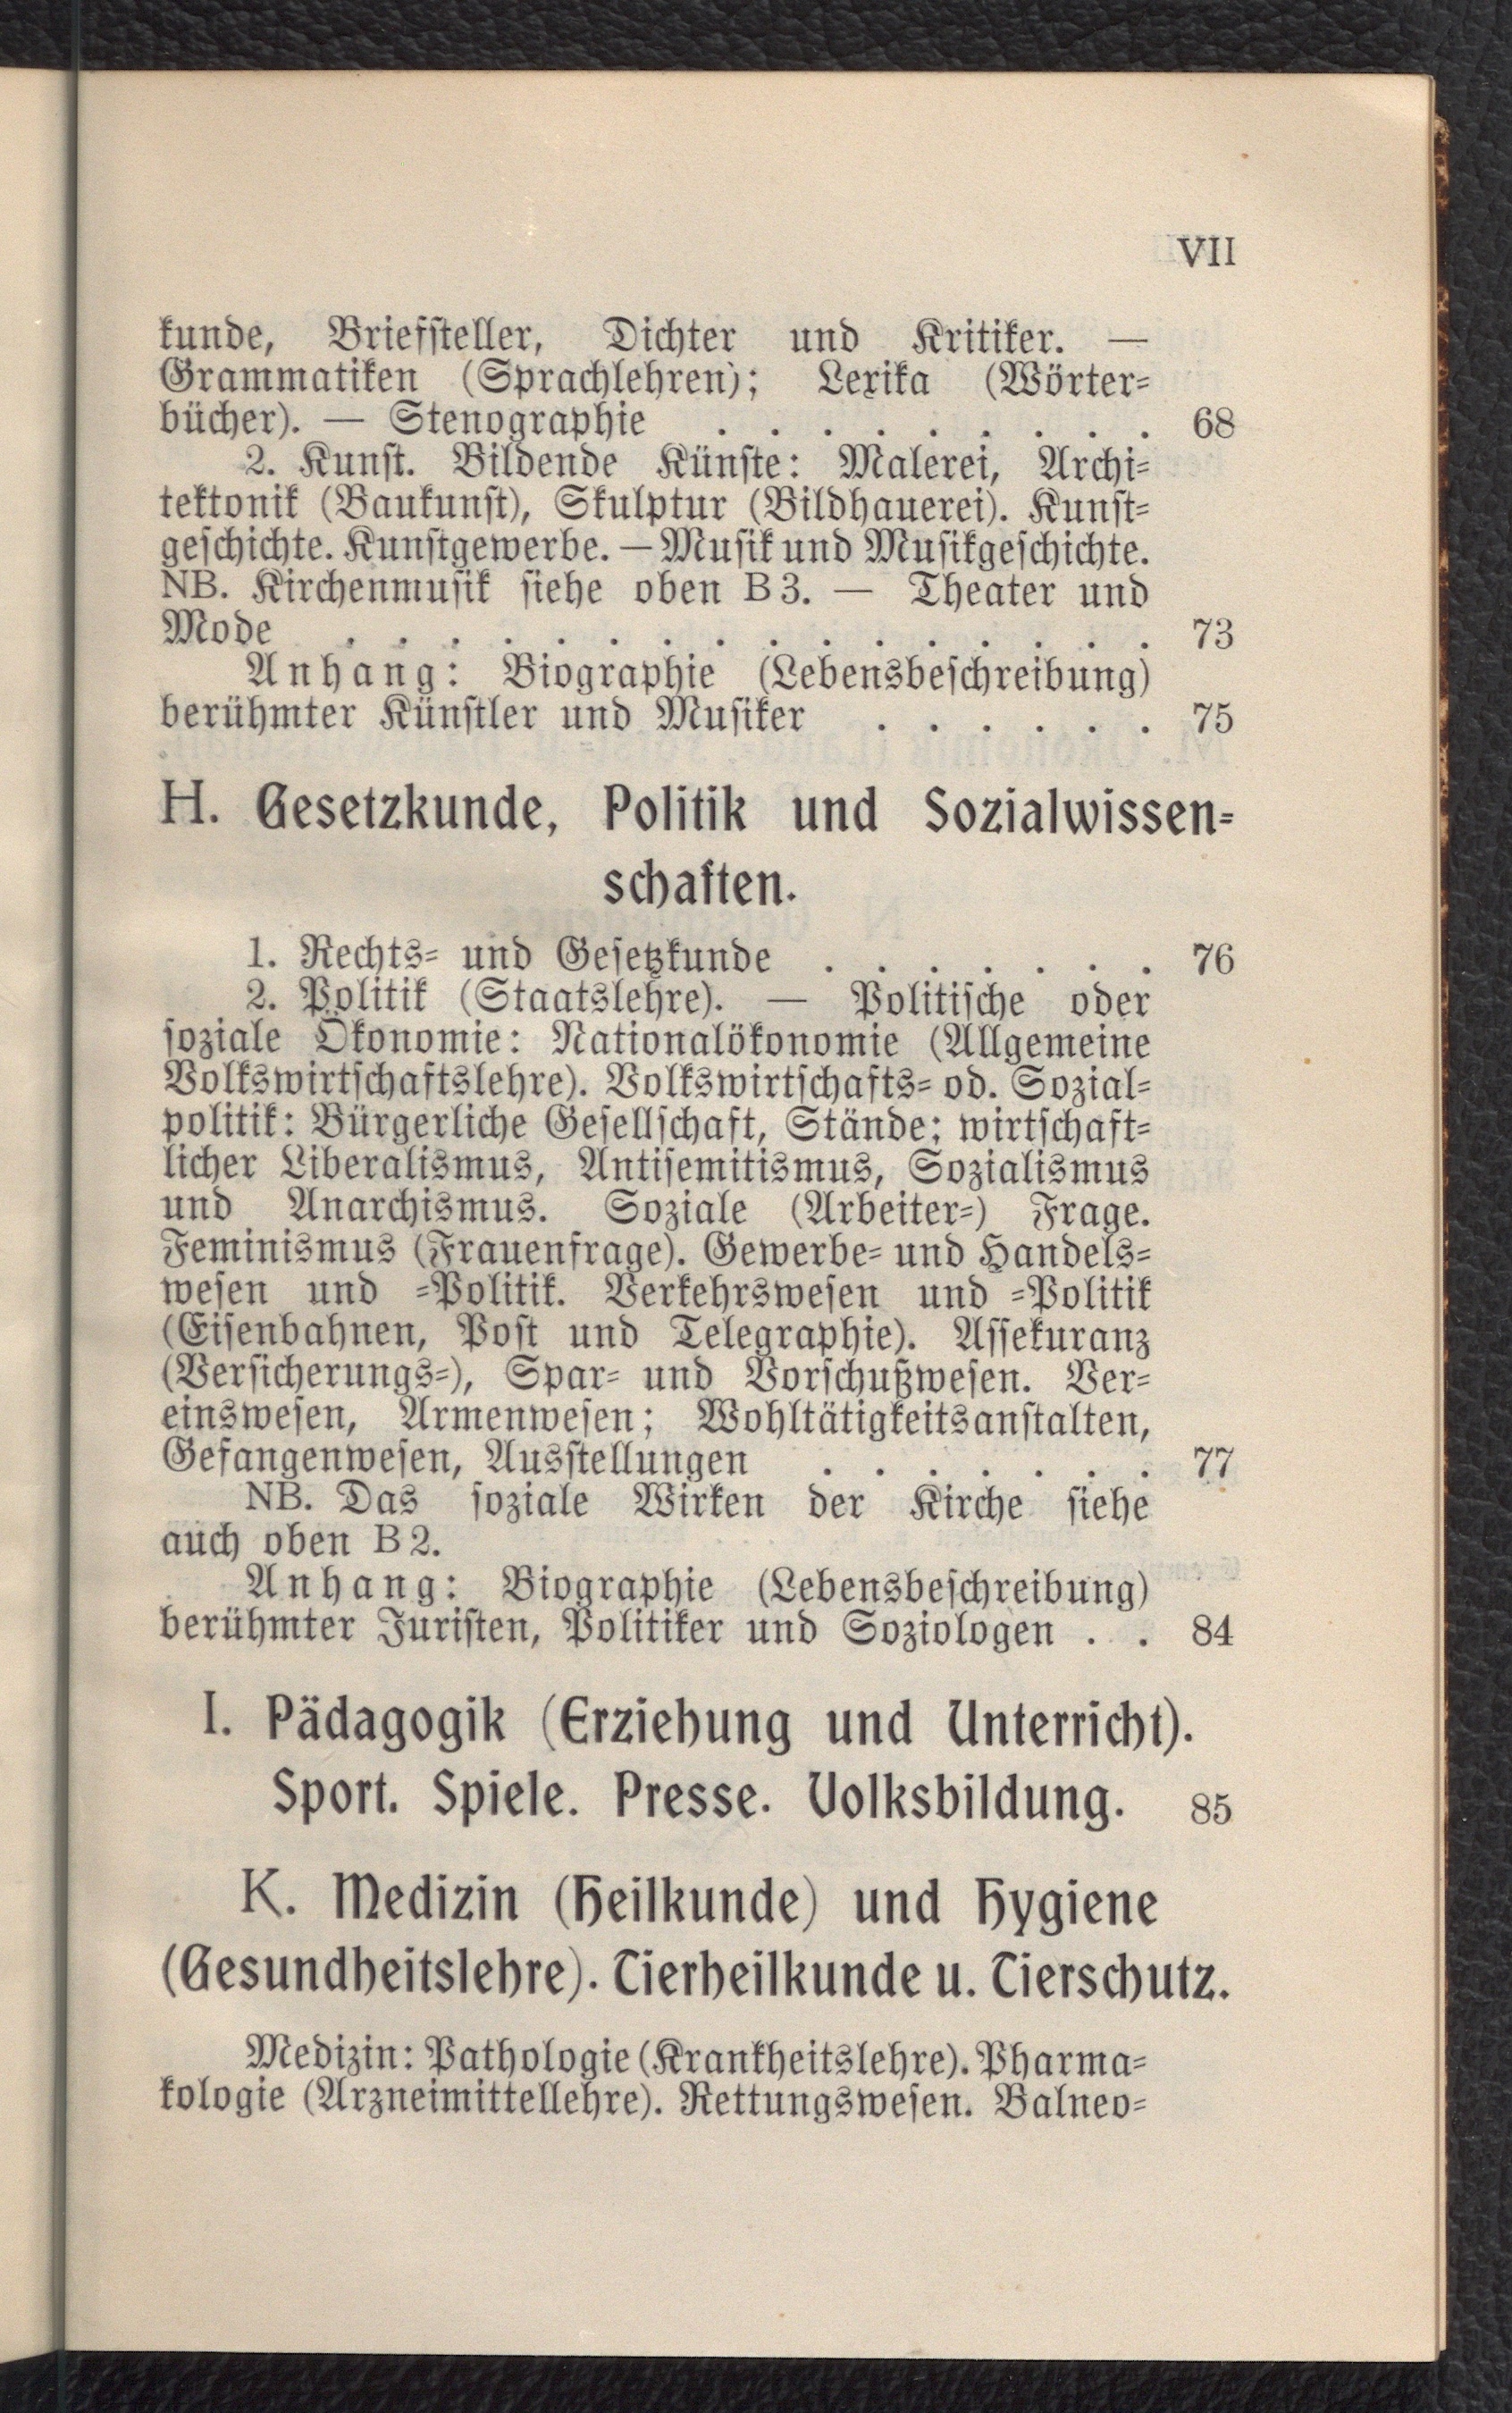 VII
kunde, Briefsteller, Dichter und Kritiker. —
Grammatiken (Sprachlehren); Lexika (Wörter-
bücher). — Stenographie . . . . . . . . . 68
2. Kunst. Bildende Künste: Malerei, Archi-
tektonik (Baukunst), Skulptur (Bildhauerei). Kunst-
geschichte. Kunstgewerbe. — Musik und Musikgeschichte.
NB. Kirchenmusik siehe oben B 3. — Theater und
Mode . . . . . . . . . . . . . . . . 73
Anhang: Biographie (Lebensbeschreibung)
berühmter Künstler und Musiker . . . . . . 75
H. Gesetzkunde, Politik und Sozialwissen-
schaften.
1. Rechts- und Gesetzkunde . . . . . . . 76
2. Politik (Staatslehre). — Politische oder
soziale Ökonomie: Nationalökonomie (Allgemeine
Volkswirtschaftslehre). Volkswirtschafts- od. Sozial-
politik: Bürgerliche Gesellschaft, Stände; wirtschaft-
licher Liberalismus, Antisemitismus, Sozialismus
und Anarchismus. Soziale (Arbeiter-) Frage.
Feminismus (Frauenfrage). Gewerbe- und Handels-
wesen und -Politik. Verkehrswesen und -Politik
(Eisenbahnen, Post und Telegraphie). Assekuranz
(Versicherungs-), Spar- und Vorschußwesen. Ver-
einswesen, Armenwesen; Wohltätigkeitsanstalten,
Gefangenwesen, Ausstellungen . . . . . . . 77
NB. Das soziale Wirken der Kirche siehe
auch oben B 2.
Anhang: Biographie (Lebensbeschreibung)
berühmter Juristen, Politiker und Soziologen . . 84
I. Pädagogik (Erziehung und Unterricht).
Sport. Spiele. Presse. Volksbildung. 85
K. Medizin (Heilkunde) und Hygiene
(Gesundheitslehre). Tierheilkunde u. Tierschutz.
Medizin: Pathologie (Krankheitslehre). Pharma-
kologie (Arzneimittellehre). Rettungswesen. Balneo-